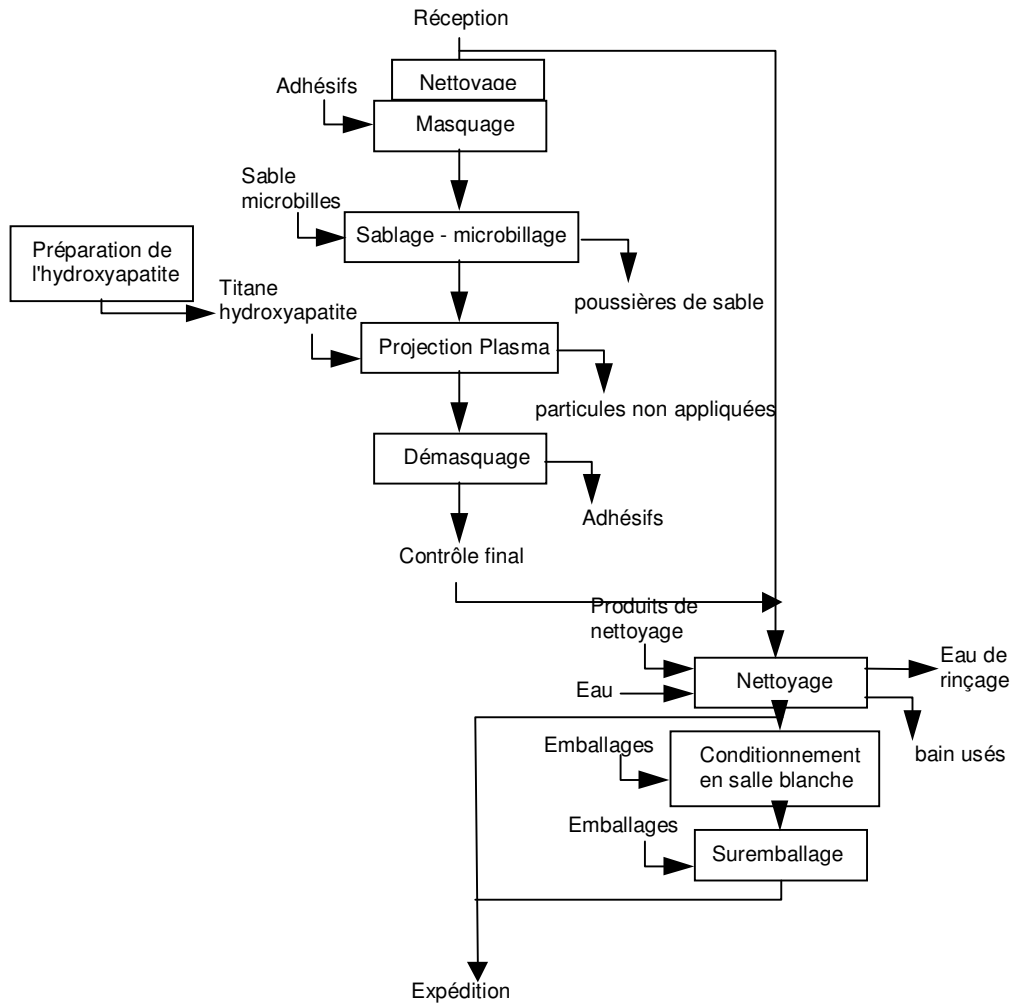 Réception
Nettoyage
Adhésifs
Masquage
Sable
microbilles
Sablage - microbillage
Préparation de
l'hydroxyapatite
Titane
hydroxyapatite
poussières de sable
Projection Plasma
particules non appliquées
Démasquage
Adhésifs
Contrôle final
Produits de
nettoyage
Eau
Nettoyage
Eau de
rinçage
bain usés
Emballages
Conditionnement
en salle blanche
Emballages
Suremballage
Expédition